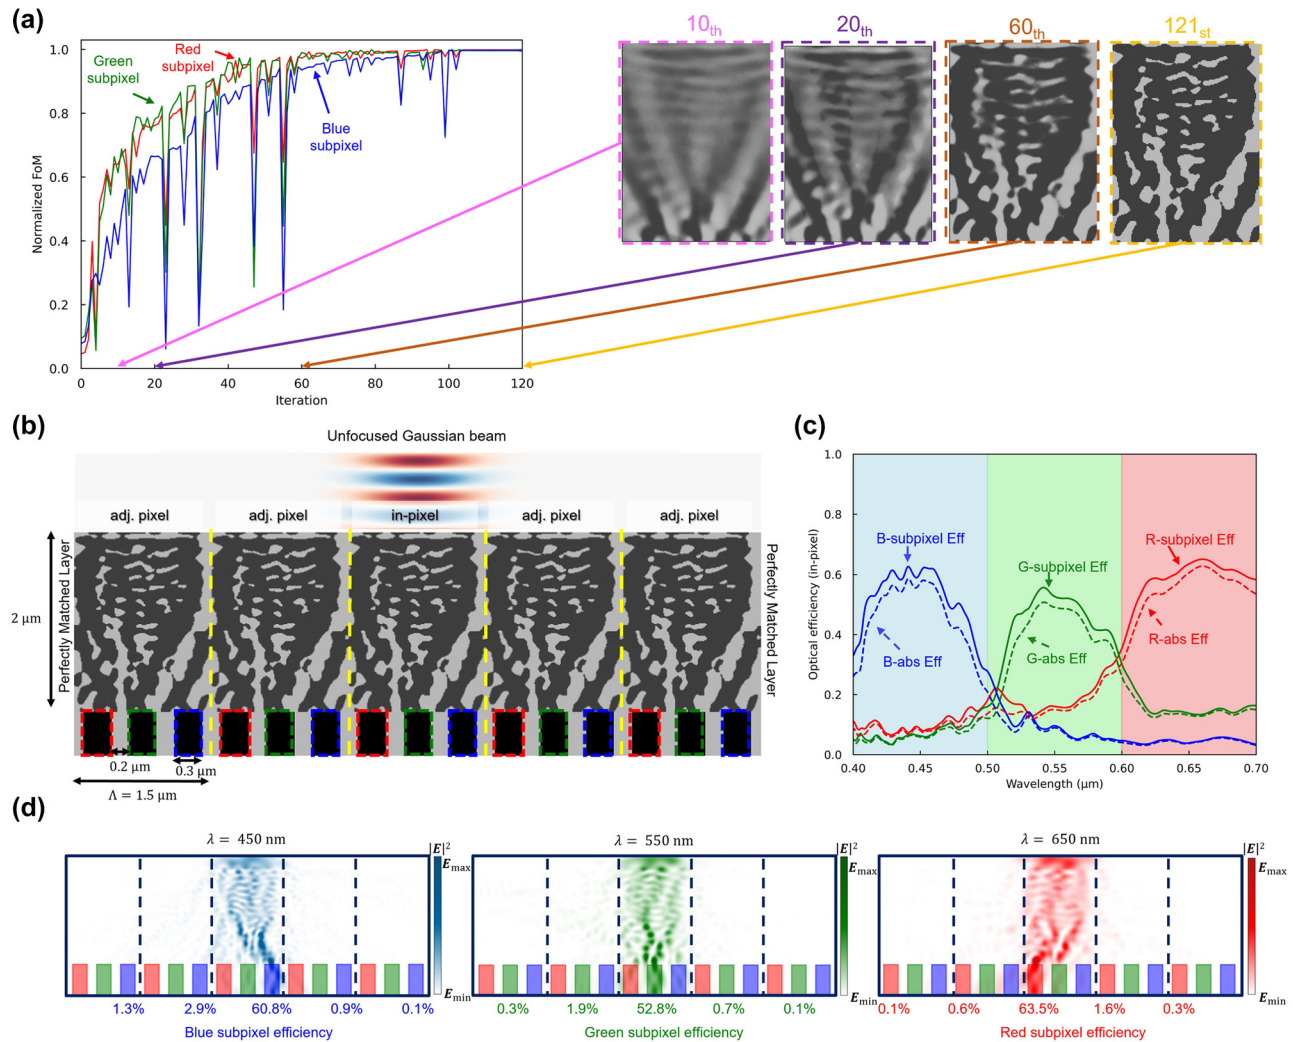 (a)
10th
20th
60th
121st
1.0
0.8
0.6
0.4
0.2
0.0
Normalized FoM
Green
subpixel
Red
subpixel
Blue
subpixel
0
20
40
60
80
100
120
Iteration
(b)
Unfocused Gaussian beam
adj. pixel
adj. pixel
in-pixel
adj. pixel
adj. pixel
Perfectly Matched Layer
2 μm
Perfectly Matched Layer
0.2 μm
0.3 μm
Λ = 1.5 μm
(c)
1.0
0.8
0.6
0.4
0.2
0.0
Optical efficiency (in-pixel)
B-subpixel Eff
B-abs Eff
G-subpixel Eff
G-abs Eff
R-subpixel Eff
R-abs Eff
0.40
0.45
0.50
0.55
0.60
0.65
0.70
Wavelength (μm)
(d)
λ = 450 nm
|E|²
Emax
Emin
1.3% 2.9% 60.8% 0.9% 0.1%
Blue subpixel efficiency
λ = 550 nm
|E|²
Emax
Emin
0.3% 1.9% 52.8% 0.7% 0.1%
Green subpixel efficiency
λ = 650 nm
|E|²
Emax
Emin
0.1% 0.6% 63.5% 1.6% 0.3%
Red subpixel efficiency